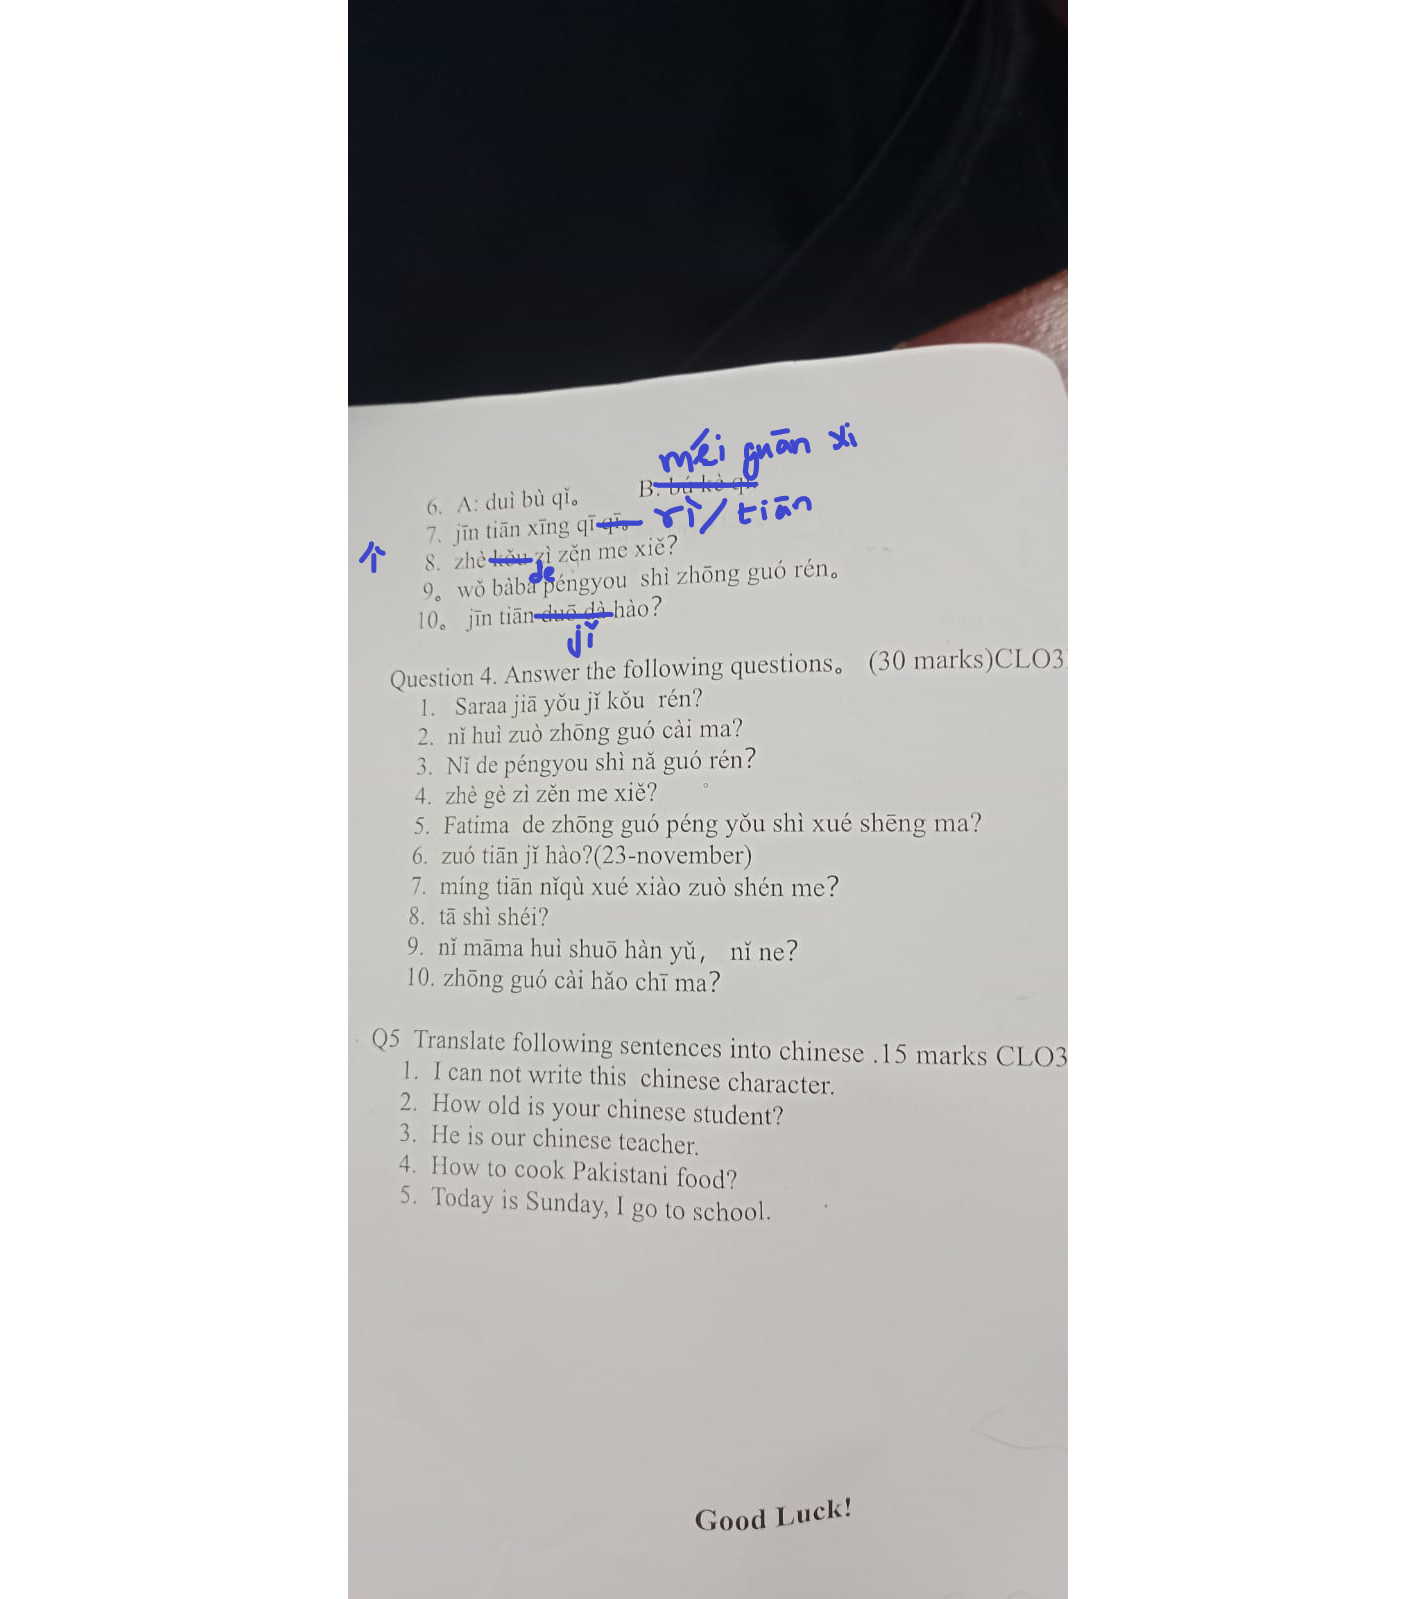 méi guān xi
6. A: duì bù qǐ。 B: bú kè qi
7. jīn tiān xīng qī qī。 rì/tiān
个
8. zhè kǒu zì zěn me xiě?
de
9。 wǒ bàba péngyou shì zhōng guó rén。
10。 jīn tiān duō dà hào?
jǐ
Question 4. Answer the following questions。 (30 marks)CLO3
1. Saraa jiā yǒu jǐ kǒu rén?
2. nǐ huì zuò zhōng guó cài ma?
3. Nǐ de péngyou shì nǎ guó rén?
4. zhè gè zì zěn me xiě?
5. Fatima de zhōng guó péng yǒu shì xué shēng ma?
6. zuó tiān jǐ hào?(23-november)
7. míng tiān nǐqù xué xiào zuò shén me?
8. tā shì shéi?
9. nǐ māma huì shuō hàn yǔ, nǐ ne?
10. zhōng guó cài hǎo chī ma?
Q5 Translate following sentences into chinese .15 marks CLO3
1. I can not write this chinese character.
2. How old is your chinese student?
3. He is our chinese teacher.
4. How to cook Pakistani food?
5. Today is Sunday, I go to school.
Good Luck!